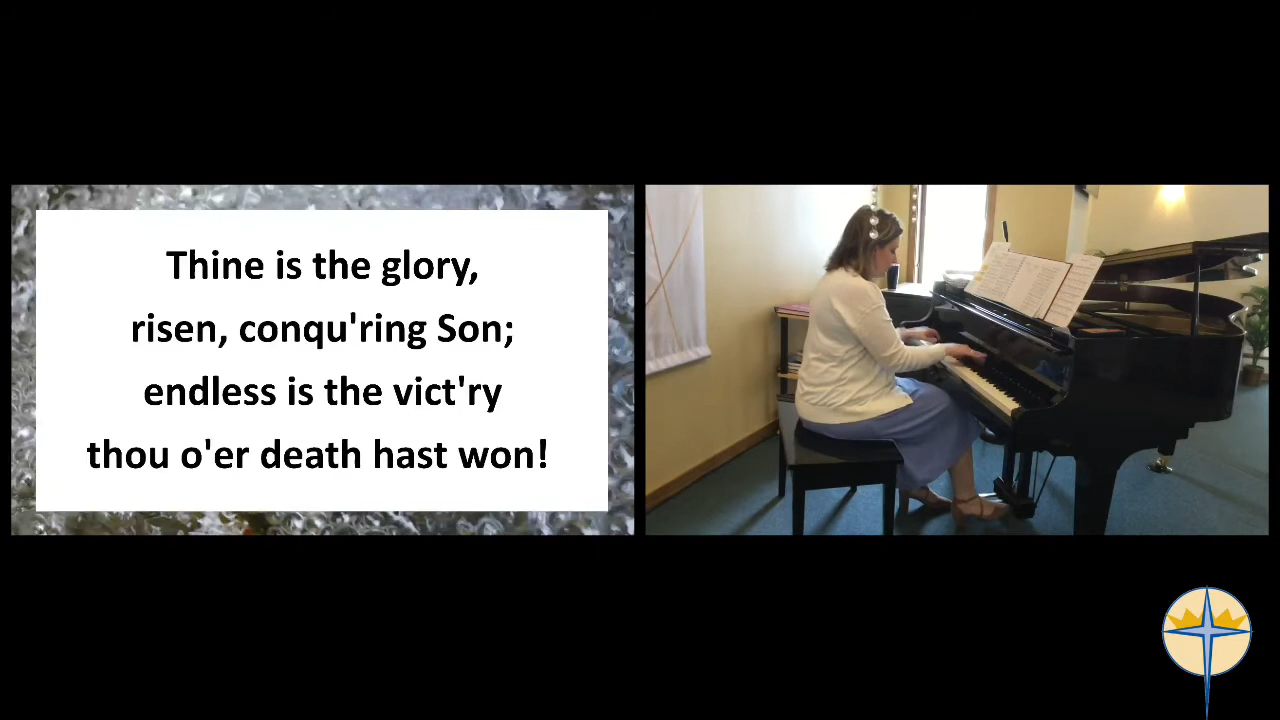 Thine is the glory,
risen, conqu'ring Son;
endless is the vict'ry
thou o'er death hast won!